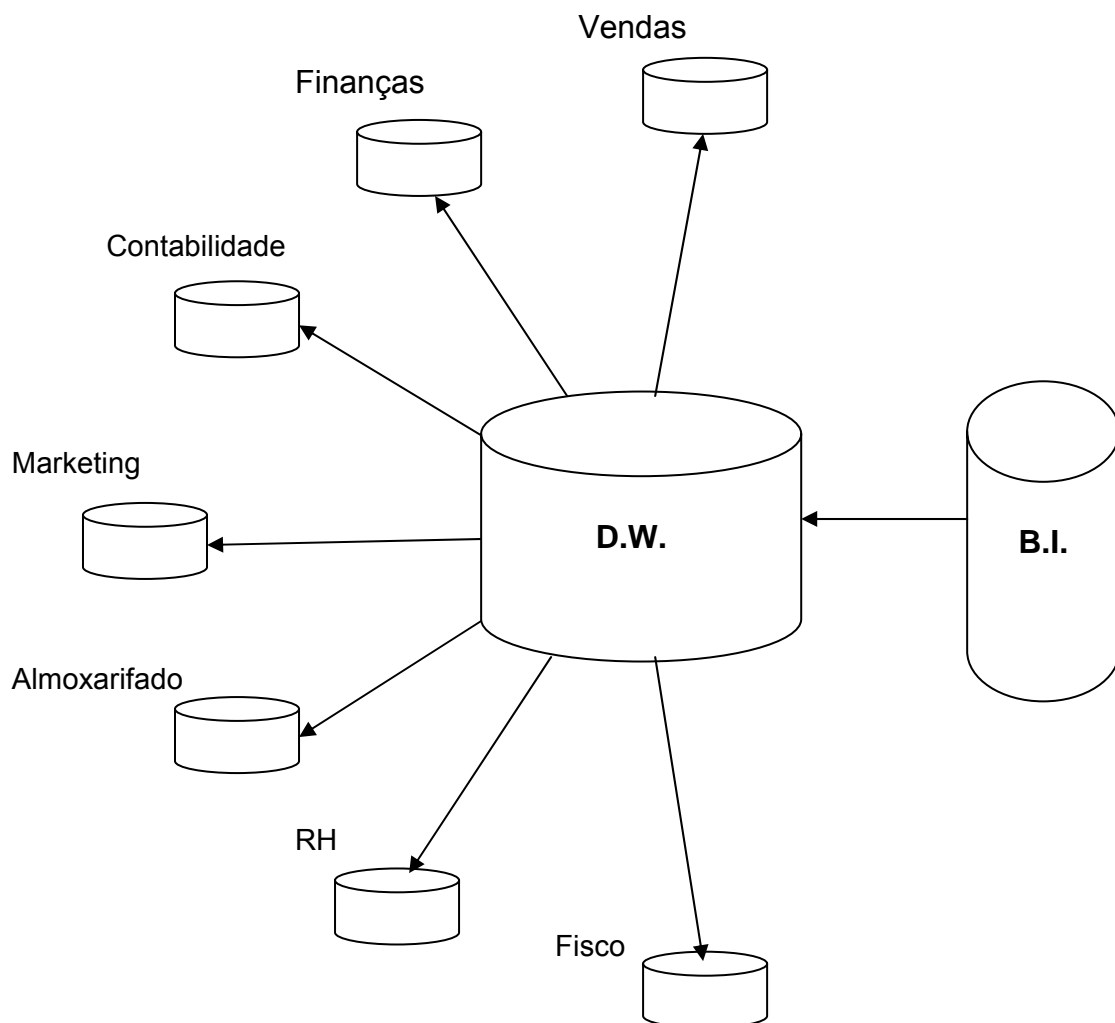 Vendas
Finanças
Contabilidade
Marketing
D.W.
B.I.
Almoxarifado
RH
Fisco